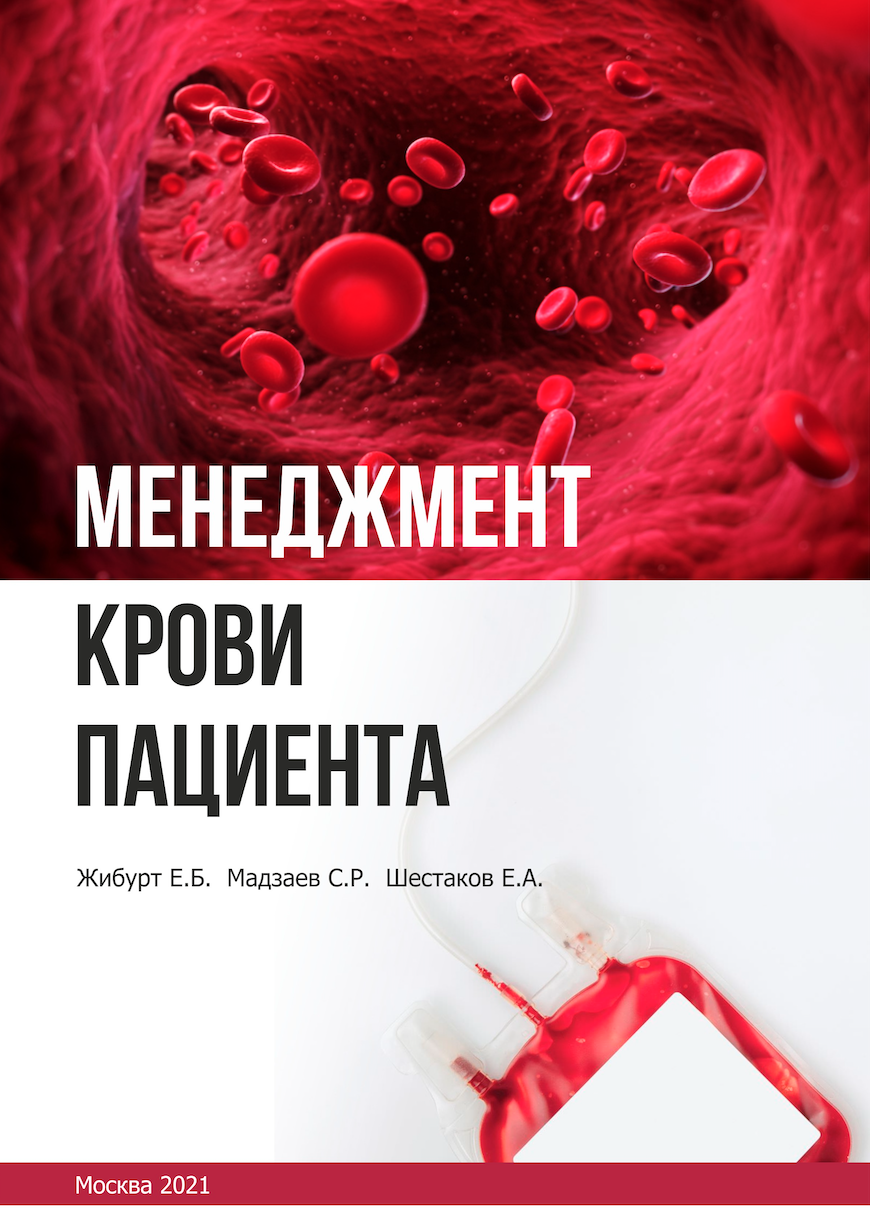 МЕНЕДЖМЕНТ
КРОВИ
ПАЦИЕНТА
Жибурт Е.Б. Мадзаев С.Р. Шестаков Е.А.
Москва 2021